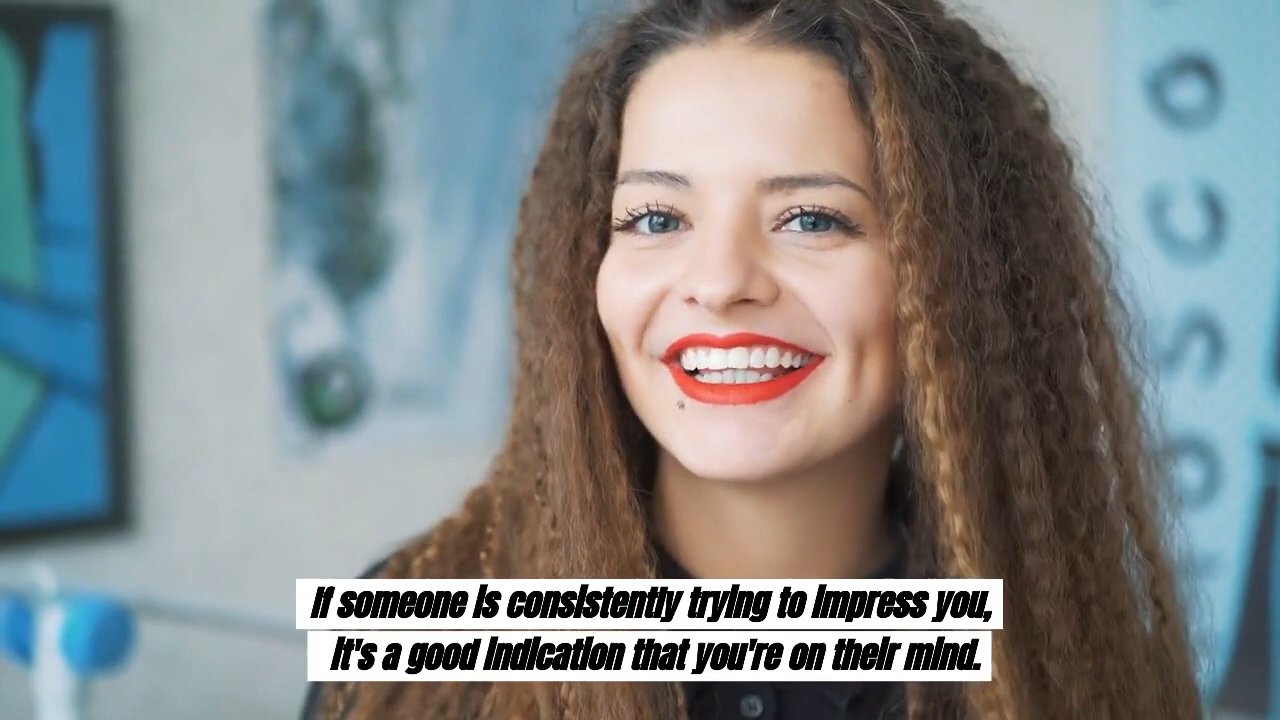 If someone is consistently trying to impress you,
it's a good indication that you're on their mind.